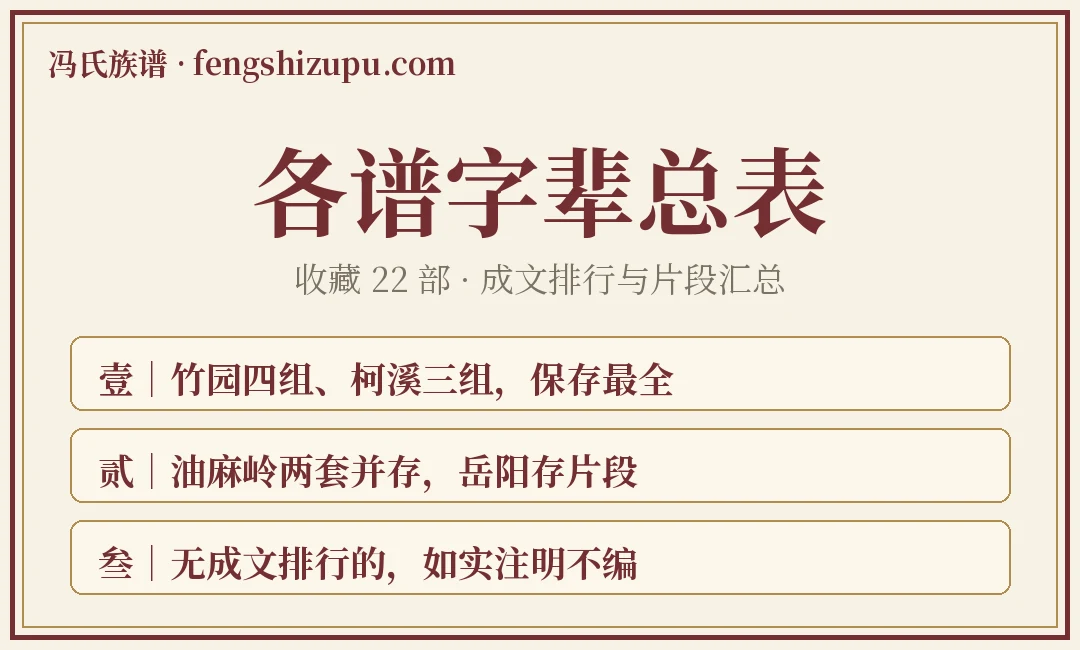 冯氏族谱 · fengshizupu.com
各谱字辈总表
收藏 22 部 · 成文排行与片段汇总
壹｜竹园四组、柯溪三组，保存最全
贰｜油麻岭两套并存，岳阳存片段
叁｜无成文排行的，如实注明不编